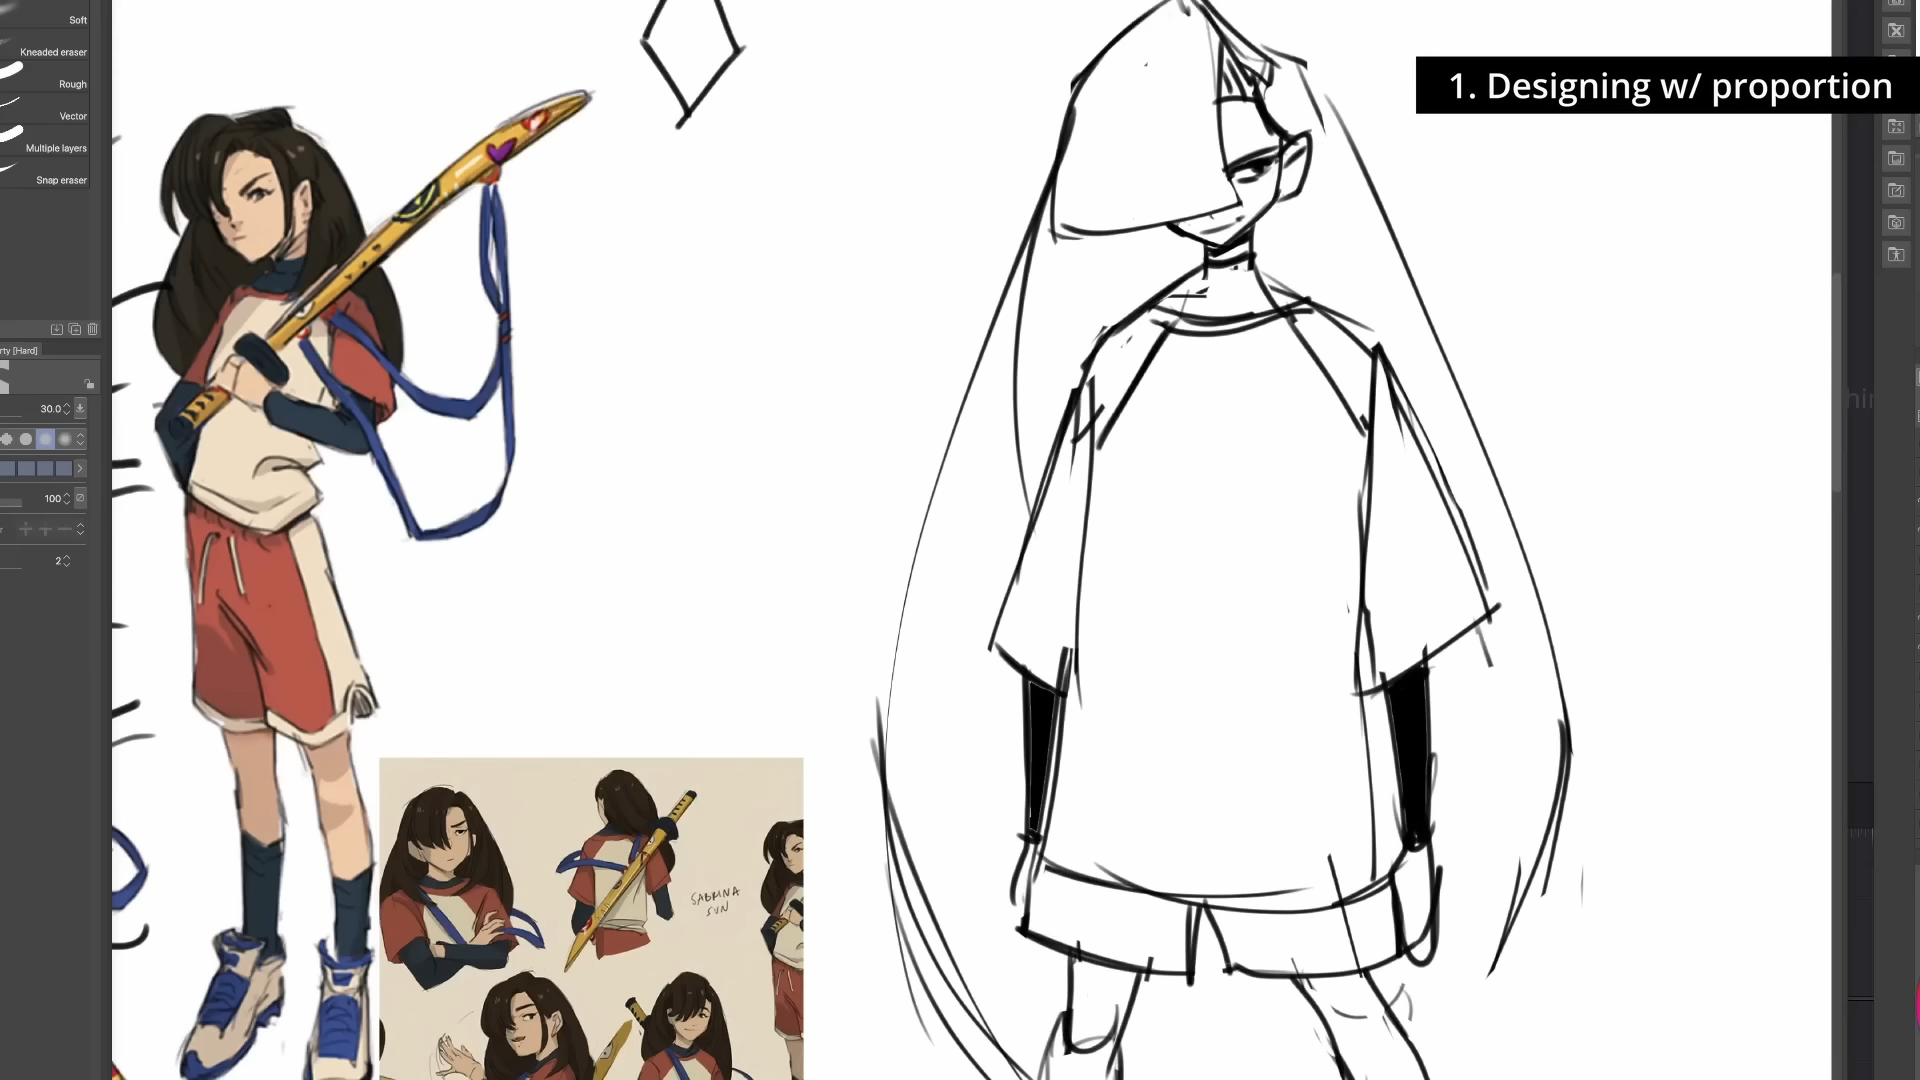 Soft
Kneaded eraser
Rough
Vector
Multiple layers
Snap eraser
rty [Hard]
30.0
100
2
1. Designing w/ proportion
SABRINA
SUN